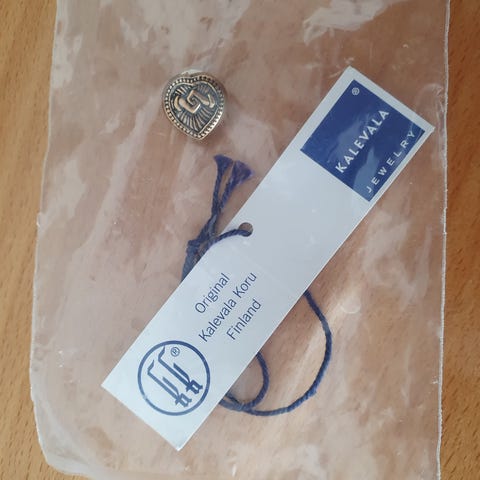 KALEVALA ®
JEWELRY
Original
Kalevala Koru
Finland
®